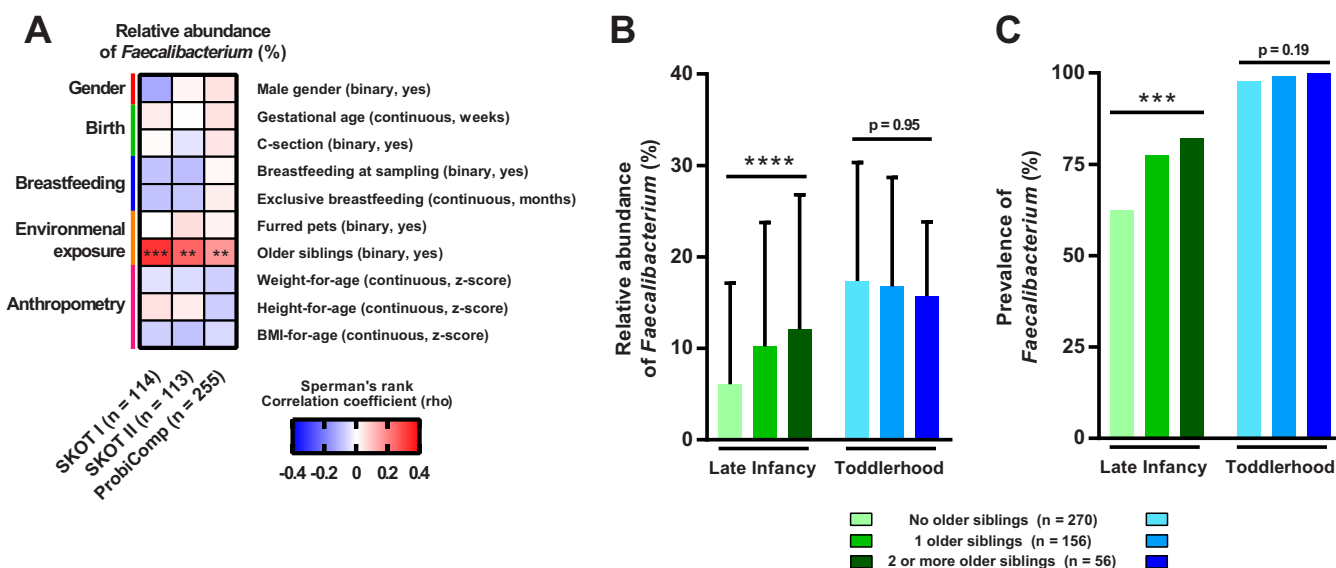 A
Relative abundance
of Faecalibacterium (%)
Gender
Birth
Breastfeeding
Environmenal
exposure
Anthropometry
*** ** **
Male gender (binary, yes)
Gestational age (continuous, weeks)
C-section (binary, yes)
Breastfeeding at sampling (binary, yes)
Exclusive breastfeeding (continuous, months)
Furred pets (binary, yes)
Older siblings (binary, yes)
Weight-for-age (continuous, z-score)
Height-for-age (continuous, z-score)
BMI-for-age (continuous, z-score)
SKOT I (n = 114)
SKOT II (n = 113)
ProbiComp (n = 255)
Sperman's rank
Correlation coefficient (rho)
-0.4 -0.2 0 0.2 0.4
B
Relative abundance
of Faecalibacterium (%)
40
30
20
10
0
****
p = 0.95
Late Infancy Toddlerhood
C
Prevalence of
Faecalibacterium (%)
100
75
50
25
0
***
p = 0.19
Late Infancy Toddlerhood
No older siblings (n = 270)
1 older siblings (n = 156)
2 or more older siblings (n = 56)